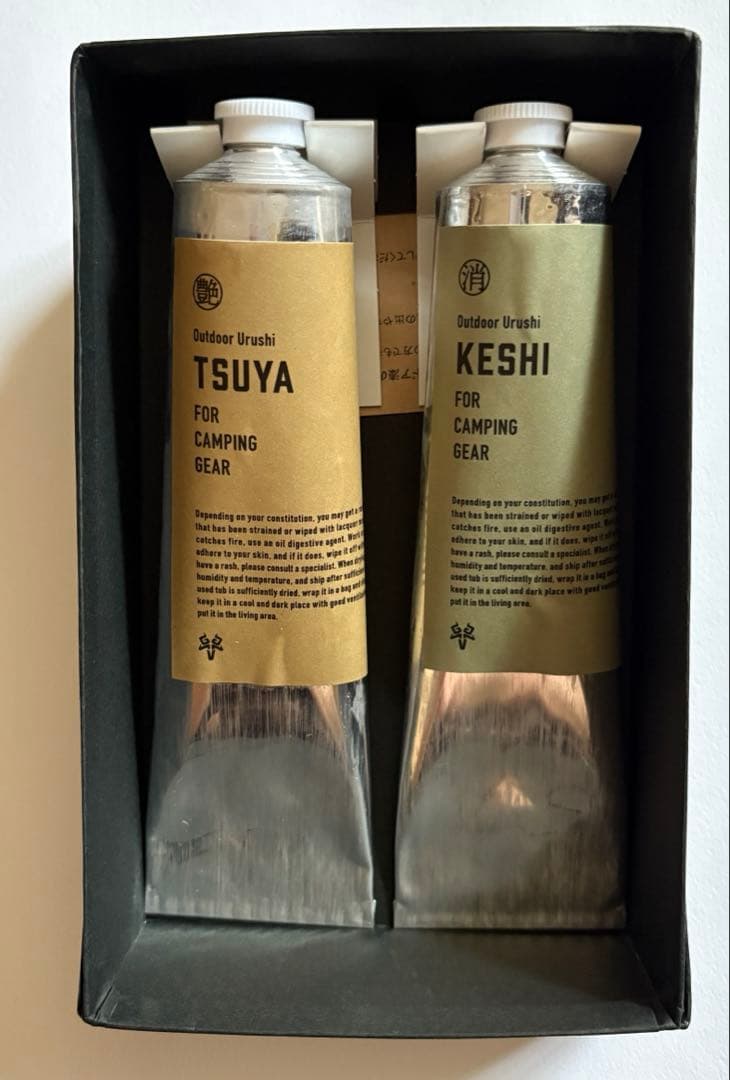 艶
Outdoor Urushi
TSUYA
FOR
CAMPING
GEAR
Depending on your constitution, you may get a
that has been strained or wiped with lacquer
catches fire, use an oil digestive agent.
adhere to your skin, and if it does, wipe it off
have a rash, please consult a specialist. When
humidity and temperature, and ship after
used tub is sufficiently dried, wrap it in a bag and
keep it in a cool and dark place with good
put it in the living area.
消
Outdoor Urushi
KESHI
FOR
CAMPING
GEAR
Depending on your constitution, you may get
that has been strained or wiped with lacquer
catches fire, use an oil digestive agent.
adhere to your skin, and if it does, wipe it off
have a rash, please consult a specialist. When
humidity and temperature, and ship after
used tub is sufficiently dried, wrap it in a bag and
keep it in a cool and dark place with good
put it in the living area.